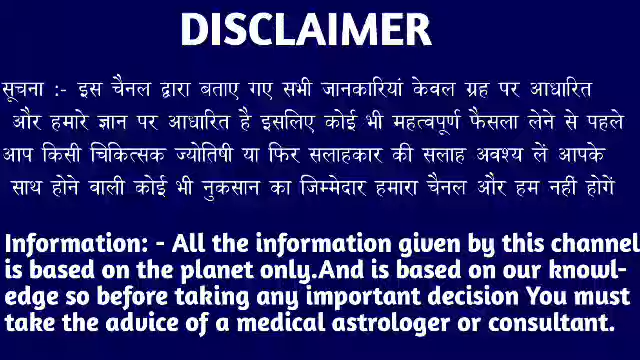 DISCLAIMER
सूचना :- इस चैनल द्वारा बताए गए सभी जानकारियां केवल ग्रह पर आधारित
और हमारे ज्ञान पर आधारित है इसलिए कोई भी महत्वपूर्ण फैसला लेने से पहले
आप किसी चिकित्सक ज्योतिषी या फिर सलाहकार की सलाह अवश्य लें आपके
साथ होने वाली कोई भी नुकसान का जिम्मेदार हमारा चैनल और हम नहीं होगें
Information: - All the information given by this channel
is based on the planet only.And is based on our knowl-
edge so before taking any important decision You must
take the advice of a medical astrologer or consultant.